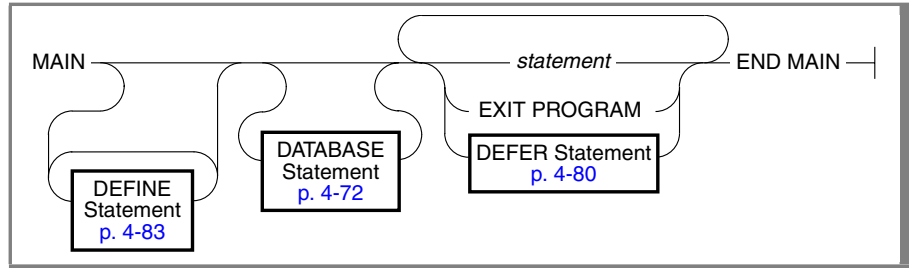 MAIN
statement
END MAIN
EXIT PROGRAM
DEFINE
Statement
p. 4-83
DATABASE
Statement
p. 4-72
DEFER Statement
p. 4-80